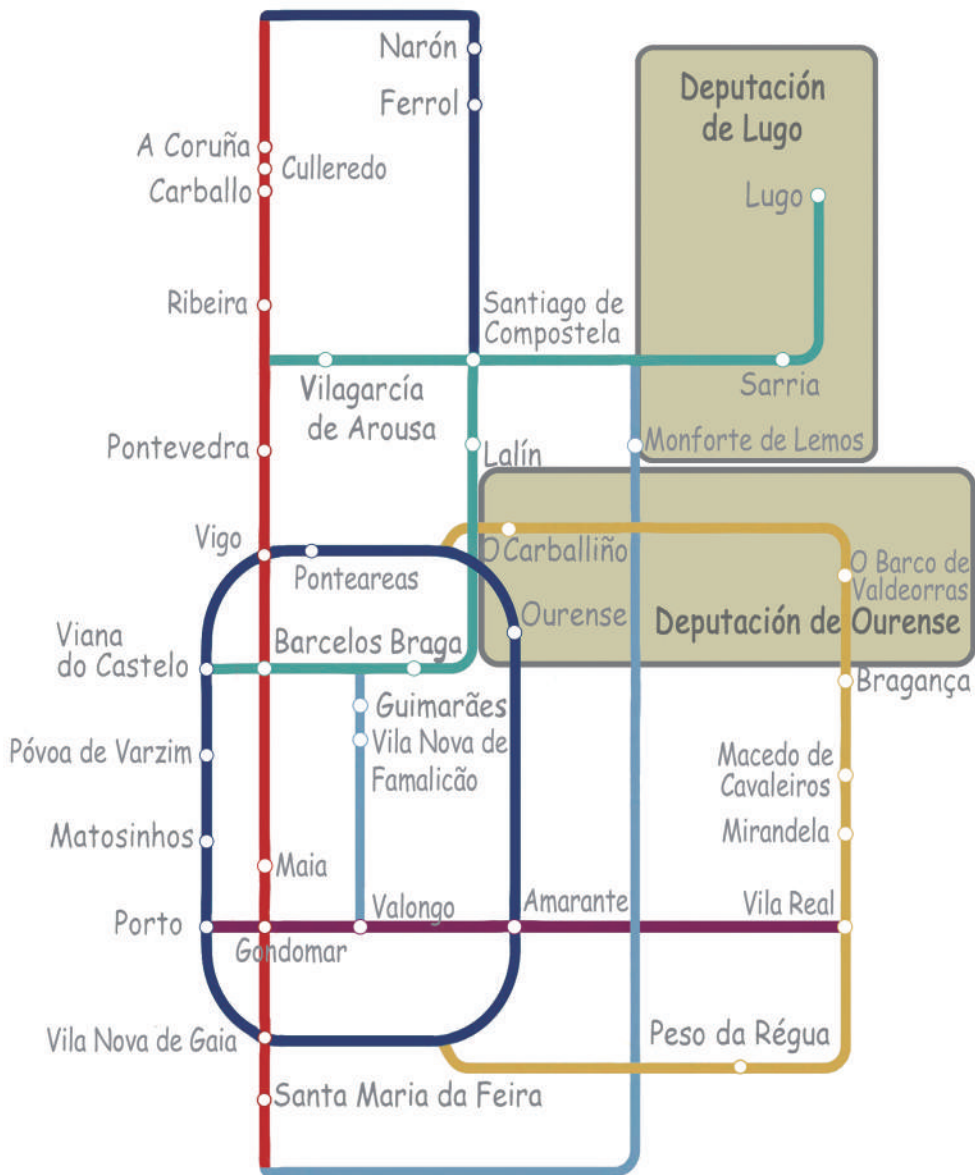 Narón
Ferrol
Deputación
de Lugo
A Coruña
Culleredo
Carballo
Lugo
Ribeira
Santiago de
Compostela
Vilagarcía
de Arousa
Sarria
Pontevedra
Lalín
Monforte de Lemos
Vigo
O Carballiño
Ponteareas
O Barco de
Valdeorras
Ourense
Deputación de Ourense
Viana
do Castelo
Barcelos Braga
Bragança
Guimarães
Póvoa de Varzim
Vila Nova de
Famalicão
Macedo de
Cavaleiros
Matosinhos
Mirandela
Maia
Porto
Gondomar
Valongo
Amarante
Vila Real
Vila Nova de Gaia
Peso da Régua
Santa Maria da Feira